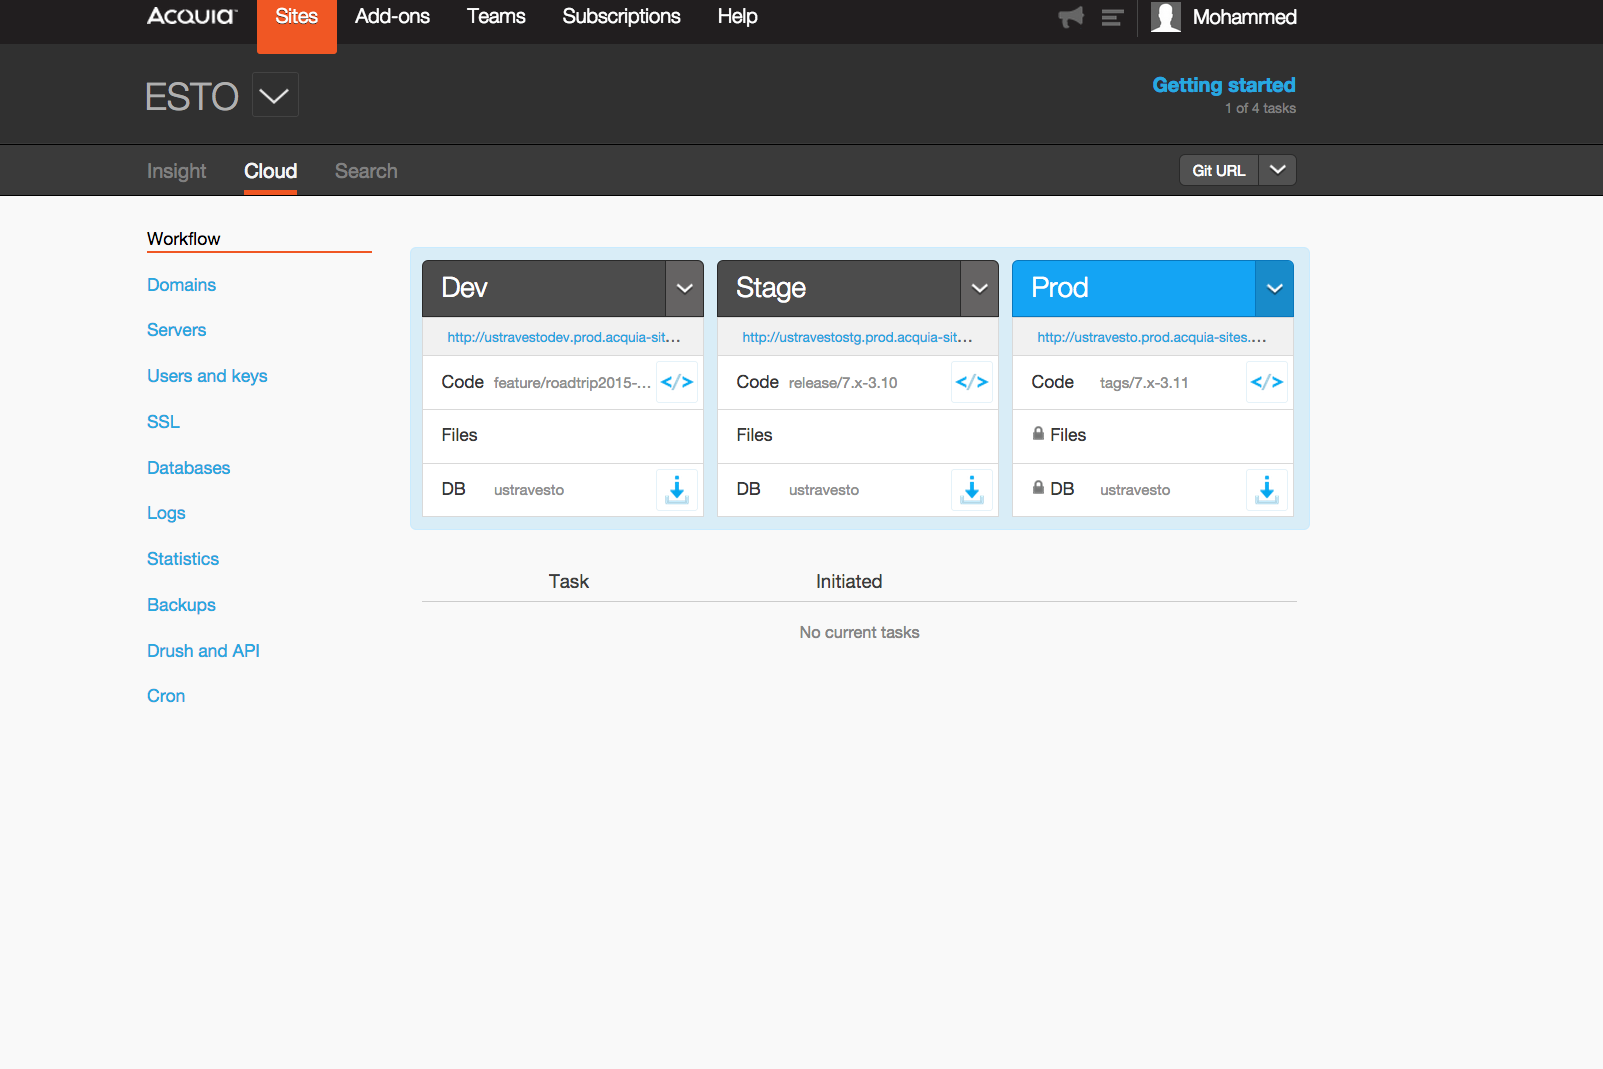 Acquia Sites Add-ons Teams Subscriptions Help Mohammed
ESTO
Getting started
1 of 4 tasks
Insight Cloud Search Git URL
Workflow
Domains
Servers
Users and keys
SSL
Databases
Logs
Statistics
Backups
Drush and API
Cron
Dev
http://ustravestodev.prod.acquia-sit...
Code feature/roadtrip2015-... </>
Files
DB ustravesto
Stage
http://ustravestostg.prod.acquia-sit...
Code release/7.x-3.10 </>
Files
DB ustravesto
Prod
http://ustravesto.prod.acquia-sites....
Code tags/7.x-3.11 </>
Files
DB ustravesto
Task Initiated
No current tasks